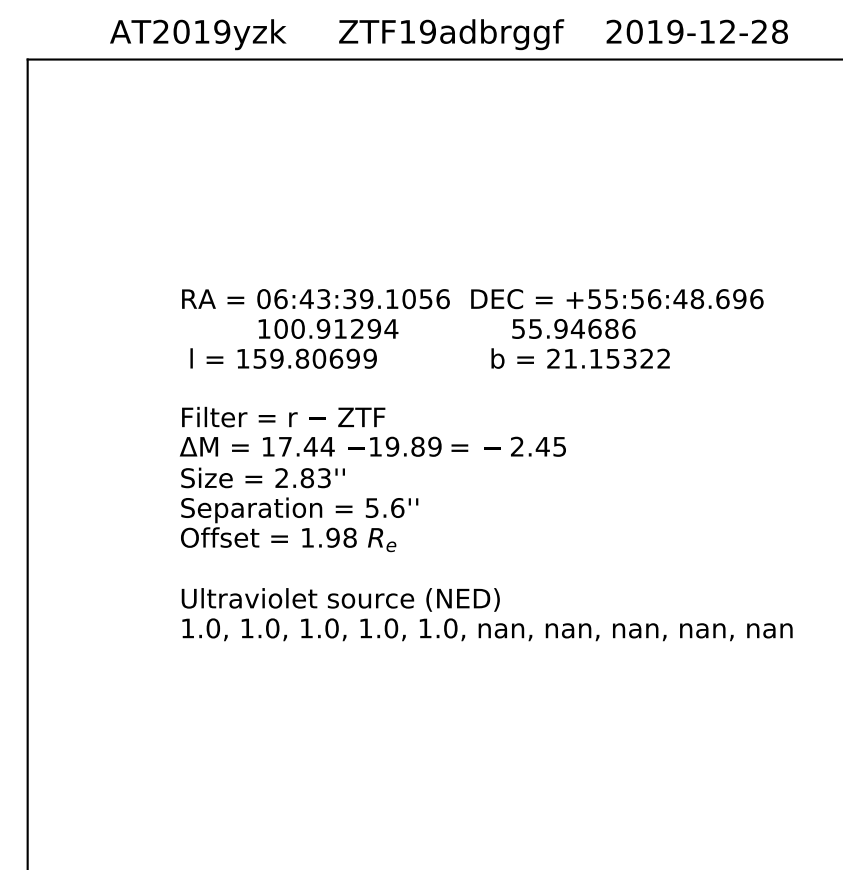 AT2019yzk ZTF19adbrggf 2019-12-28
RA = 06:43:39.1056 DEC = +55:56:48.696
100.91294 55.94686
l = 159.80699 b = 21.15322
Filter = r − ZTF
ΔM = 17.44 −19.89 = − 2.45
Size = 2.83''
Separation = 5.6''
Offset = 1.98 Re
Ultraviolet source (NED)
1.0, 1.0, 1.0, 1.0, 1.0, nan, nan, nan, nan, nan